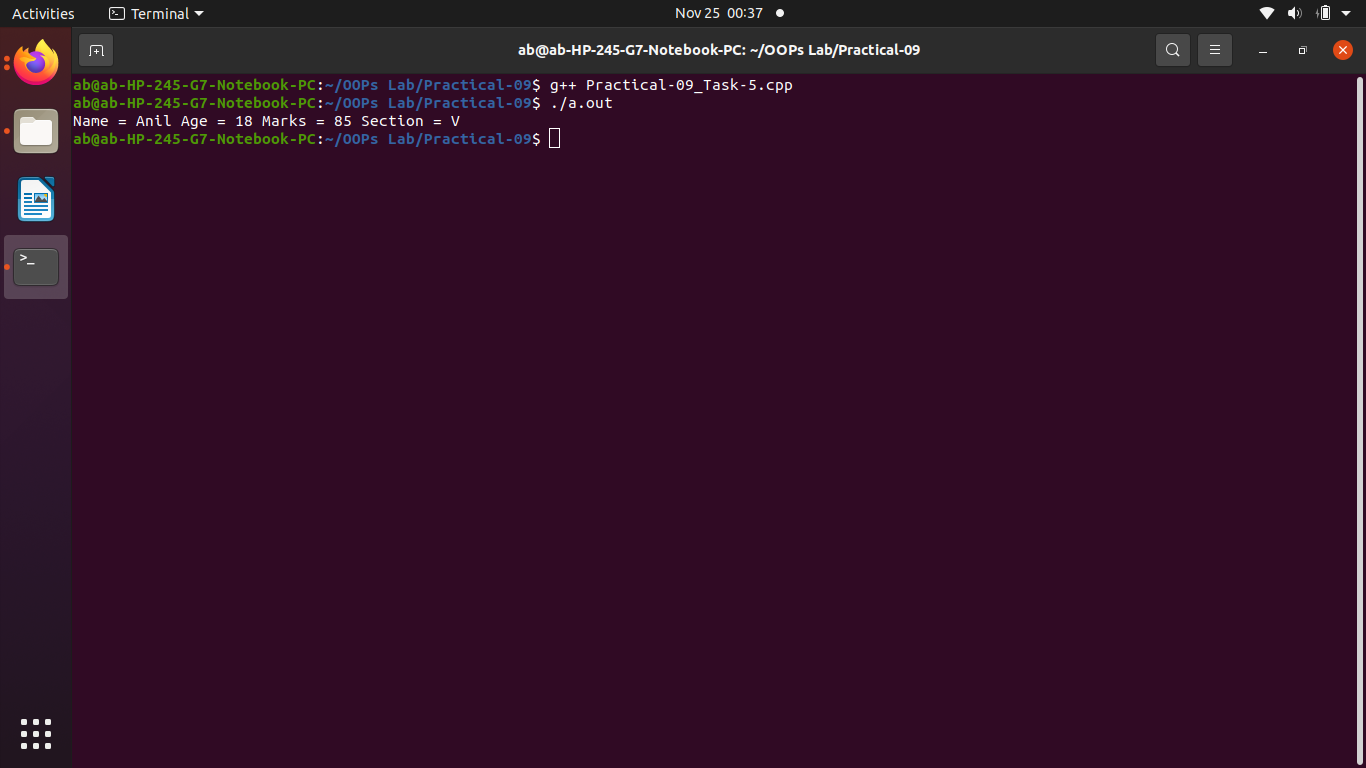 Activities
Terminal
Nov 25 00:37
ab@ab-HP-245-G7-Notebook-PC: ~/OOPs Lab/Practical-09
ab@ab-HP-245-G7-Notebook-PC:~/OOPs Lab/Practical-09$ g++ Practical-09_Task-5.cpp
ab@ab-HP-245-G7-Notebook-PC:~/OOPs Lab/Practical-09$ ./a.out
Name = Anil Age = 18 Marks = 85 Section = V
ab@ab-HP-245-G7-Notebook-PC:~/OOPs Lab/Practical-09$